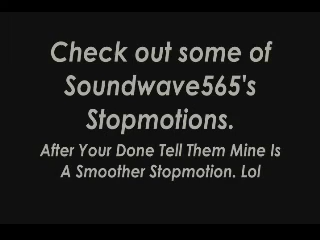 Check out some of
Soundwave565's
Stopmotions.
After Your Done Tell Them Mine Is
A Smoother Stopmotion. Lol